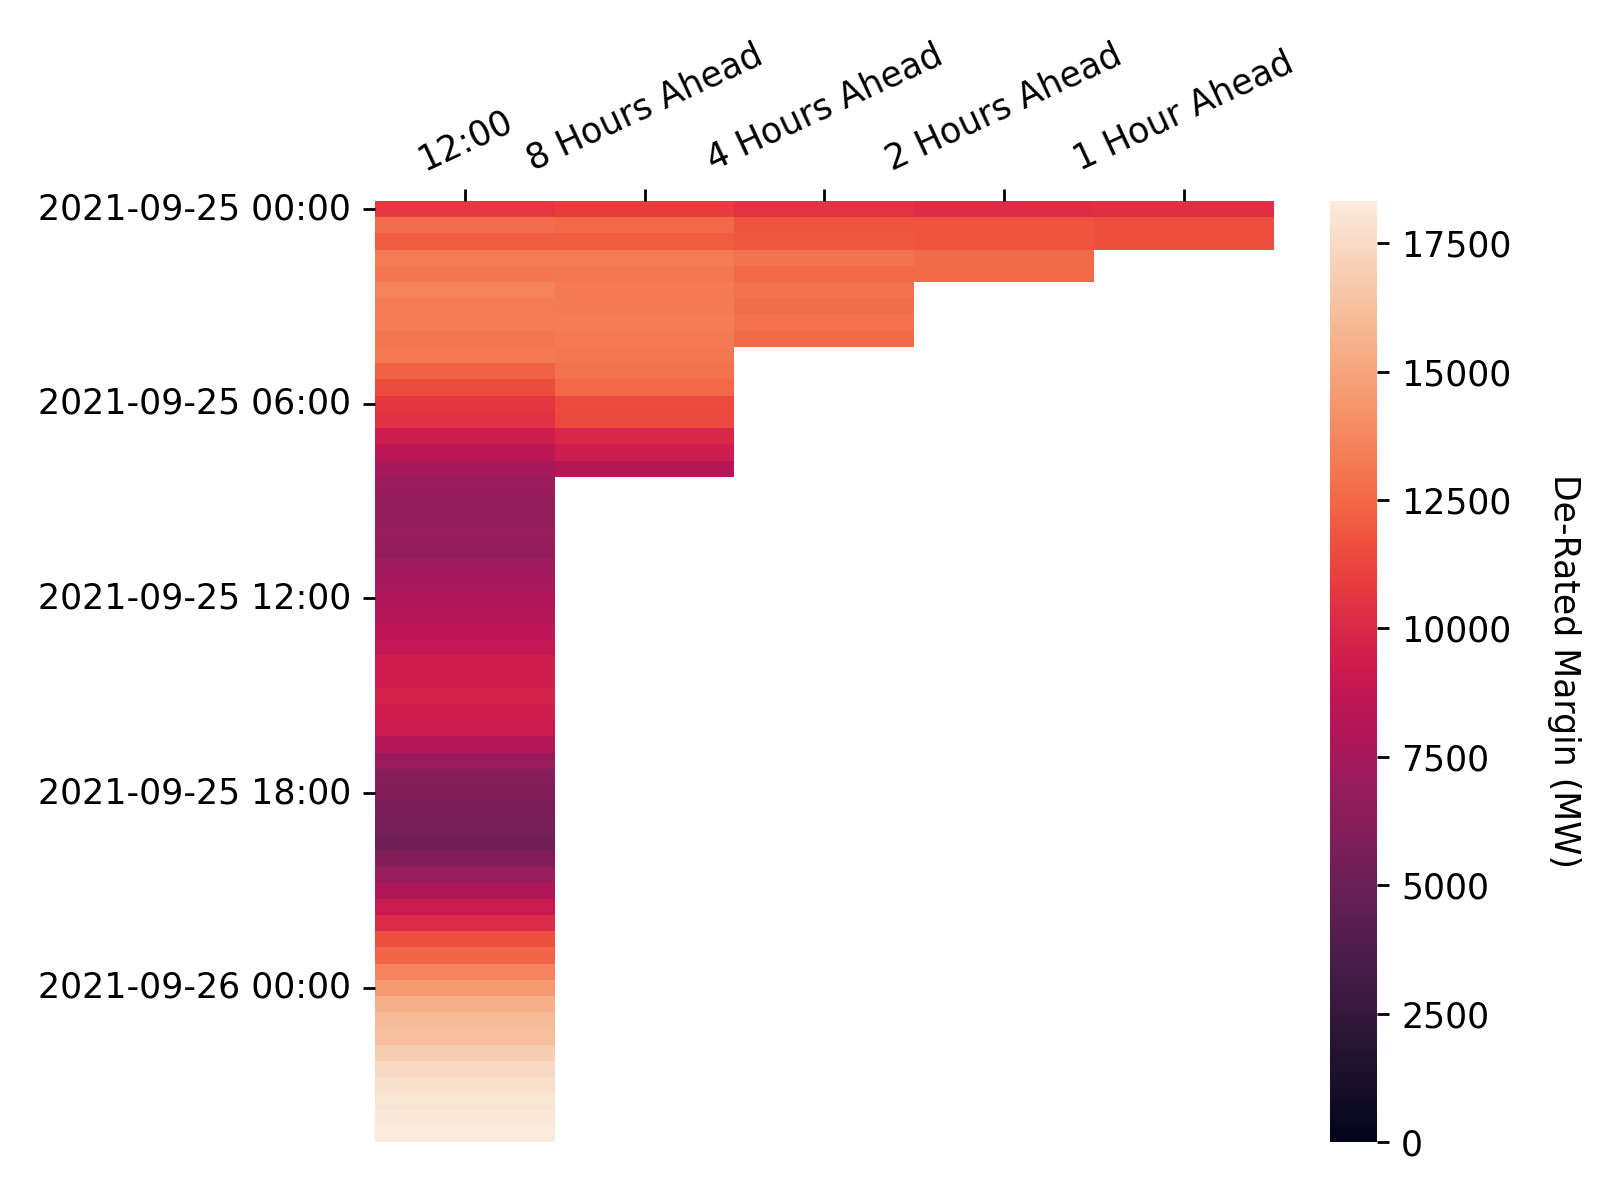 12:00
8 Hours Ahead
4 Hours Ahead
2 Hours Ahead
1 Hour Ahead
2021-09-25 00:00
2021-09-25 06:00
2021-09-25 12:00
2021-09-25 18:00
2021-09-26 00:00
17500
15000
12500
10000
7500
5000
2500
0
De-Rated Margin (MW)